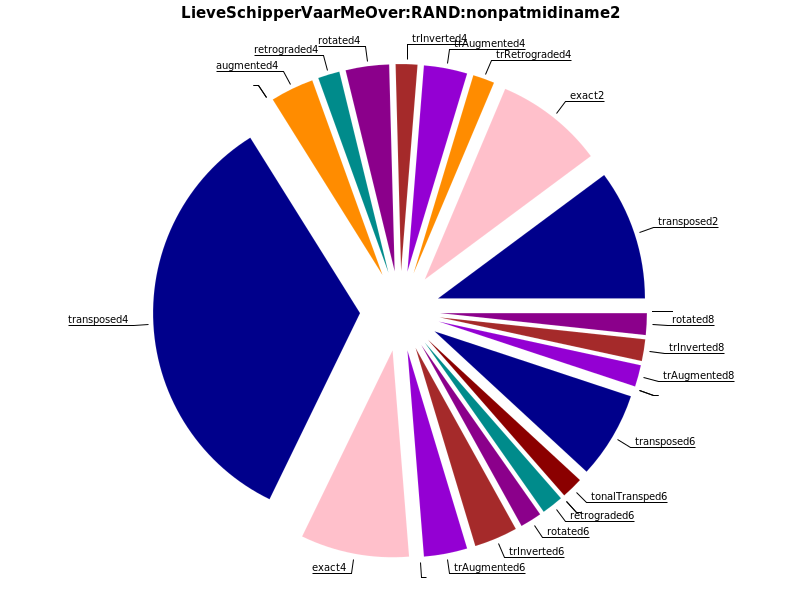 LieveSchipperVaarMeOver:RAND:nonpatmidiname2
trInverted4
rotated4
trAugmented4
retrograded4
trRetrograded4
augmented4
exact2
transposed2
transposed4
rotated8
trInverted8
trAugmented8
transposed6
tonalTransped6
retrograded6
rotated6
trInverted6
exact4
trAugmented6